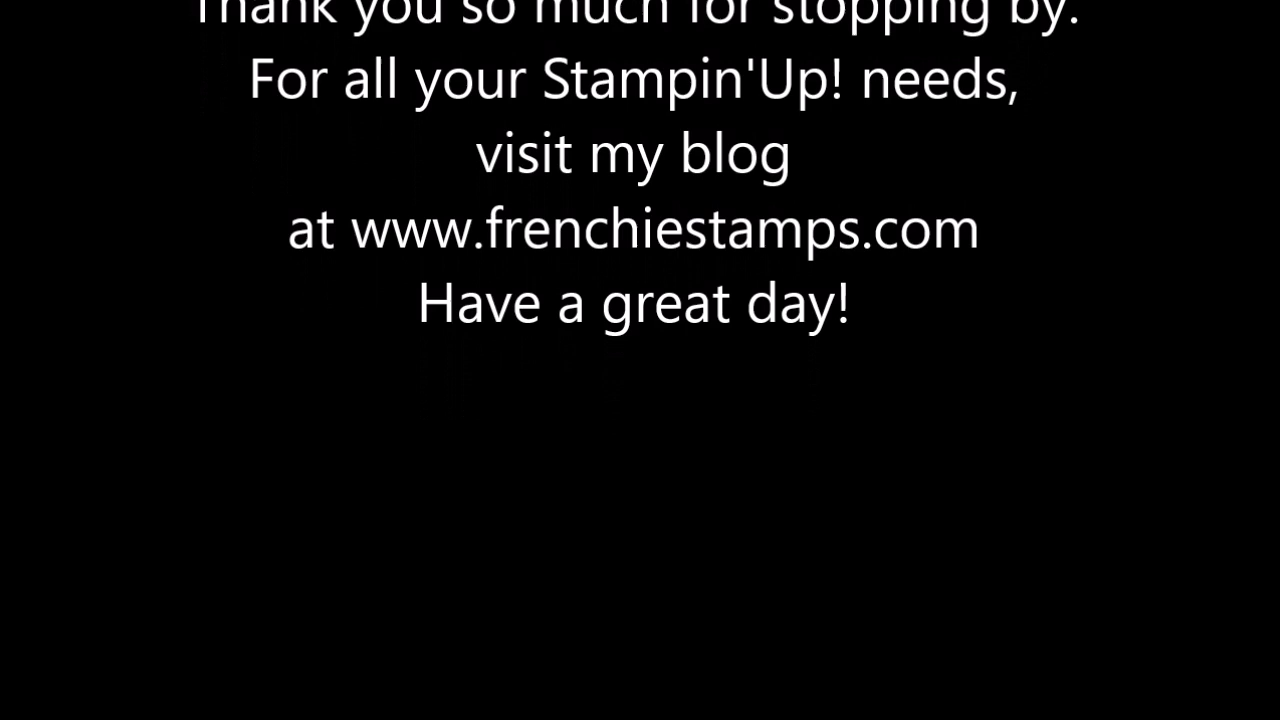 Thank you so much for stopping by.
For all your Stampin'Up! needs,
visit my blog
at www.frenchiestamps.com
Have a great day!